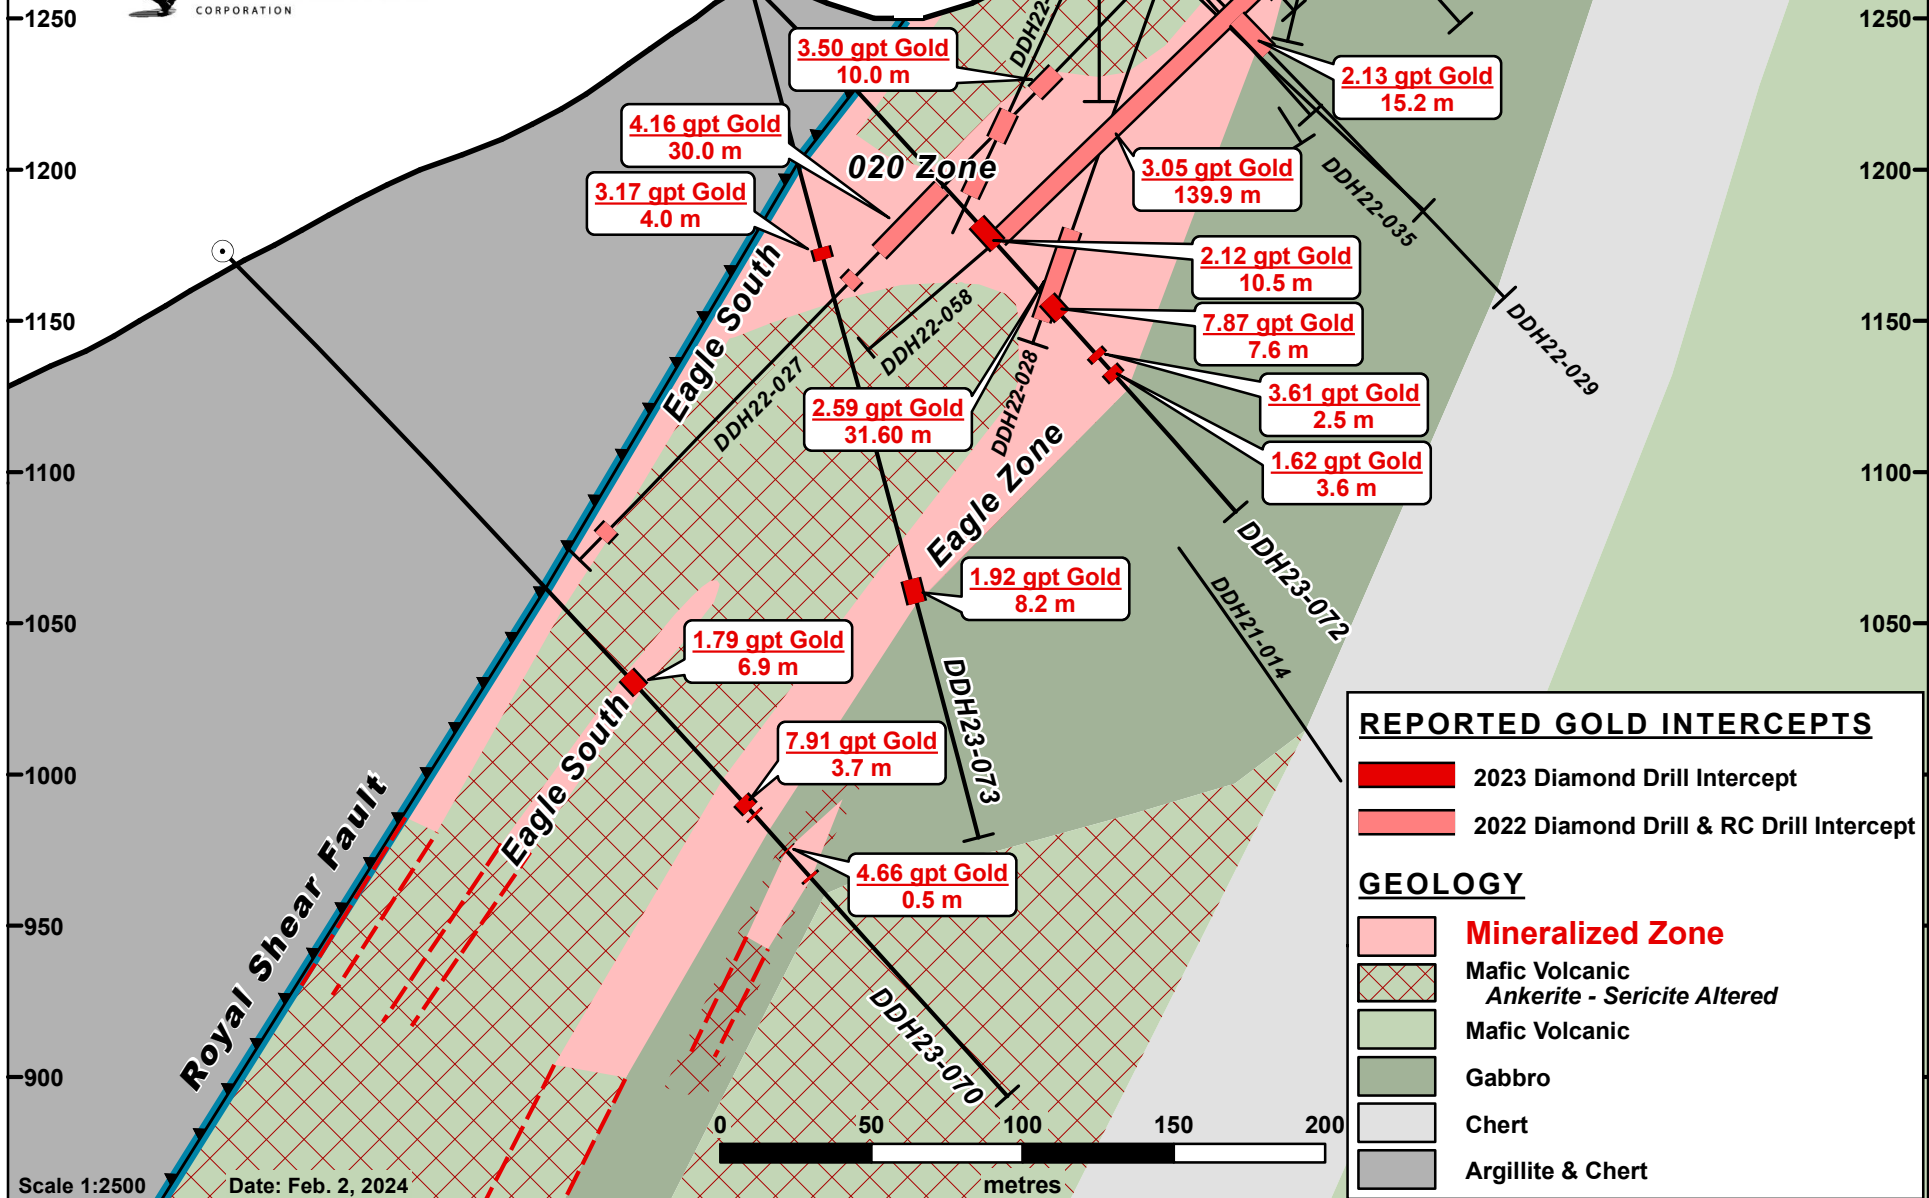 CORPORATION
1250
1200
1150
1100
1050
1000
950
900
1250
1200
1150
1100
1050
3.50 gpt Gold
10.0 m
4.16 gpt Gold
30.0 m
3.17 gpt Gold
4.0 m
2.13 gpt Gold
15.2 m
3.05 gpt Gold
139.9 m
2.12 gpt Gold
10.5 m
7.87 gpt Gold
7.6 m
3.61 gpt Gold
2.5 m
1.62 gpt Gold
3.6 m
2.59 gpt Gold
31.60 m
1.92 gpt Gold
8.2 m
1.79 gpt Gold
6.9 m
7.91 gpt Gold
3.7 m
4.66 gpt Gold
0.5 m
020 Zone
Eagle South
Eagle Zone
Eagle South
Royal Shear Fault
DDH22-
DDH22-035
DDH22-029
DDH22-058
DDH22-027
DDH22-028
DDH23-072
DDH21-014
DDH23-073
DDH23-070
REPORTED GOLD INTERCEPTS
2023 Diamond Drill Intercept
2022 Diamond Drill & RC Drill Intercept
GEOLOGY
Mineralized Zone
Mafic Volcanic
Ankerite - Sericite Altered
Mafic Volcanic
Gabbro
Chert
Argillite & Chert
0 50 100 150 200
metres
Scale 1:2500
Date: Feb. 2, 2024